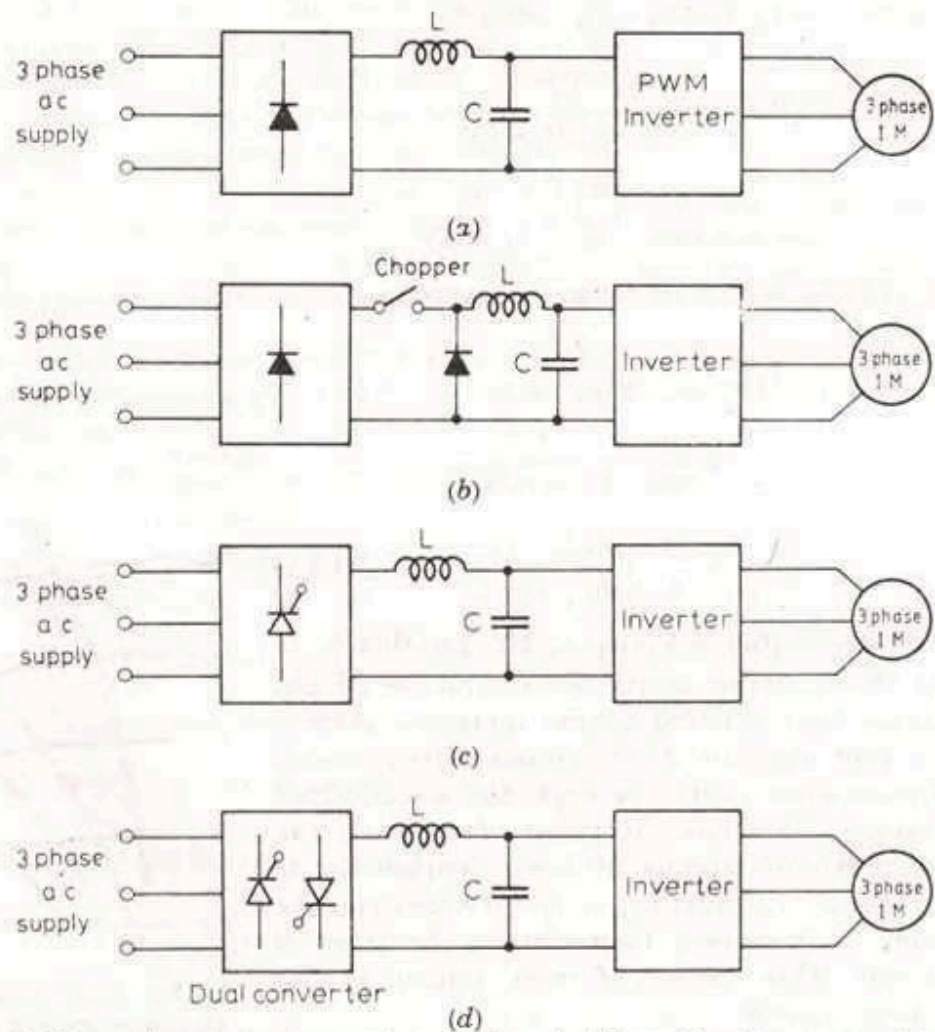 L
3 phase
a c
supply
C
PWM
Inverter
3 phase
I M
(a)
Chopper
L
3 phase
a c
supply
C
Inverter
3 phase
I M
(b)
L
3 phase
a c
supply
C
Inverter
3 phase
I M
(c)
L
3 phase
a c
supply
C
Inverter
3 phase
I M
Dual converter
(d)